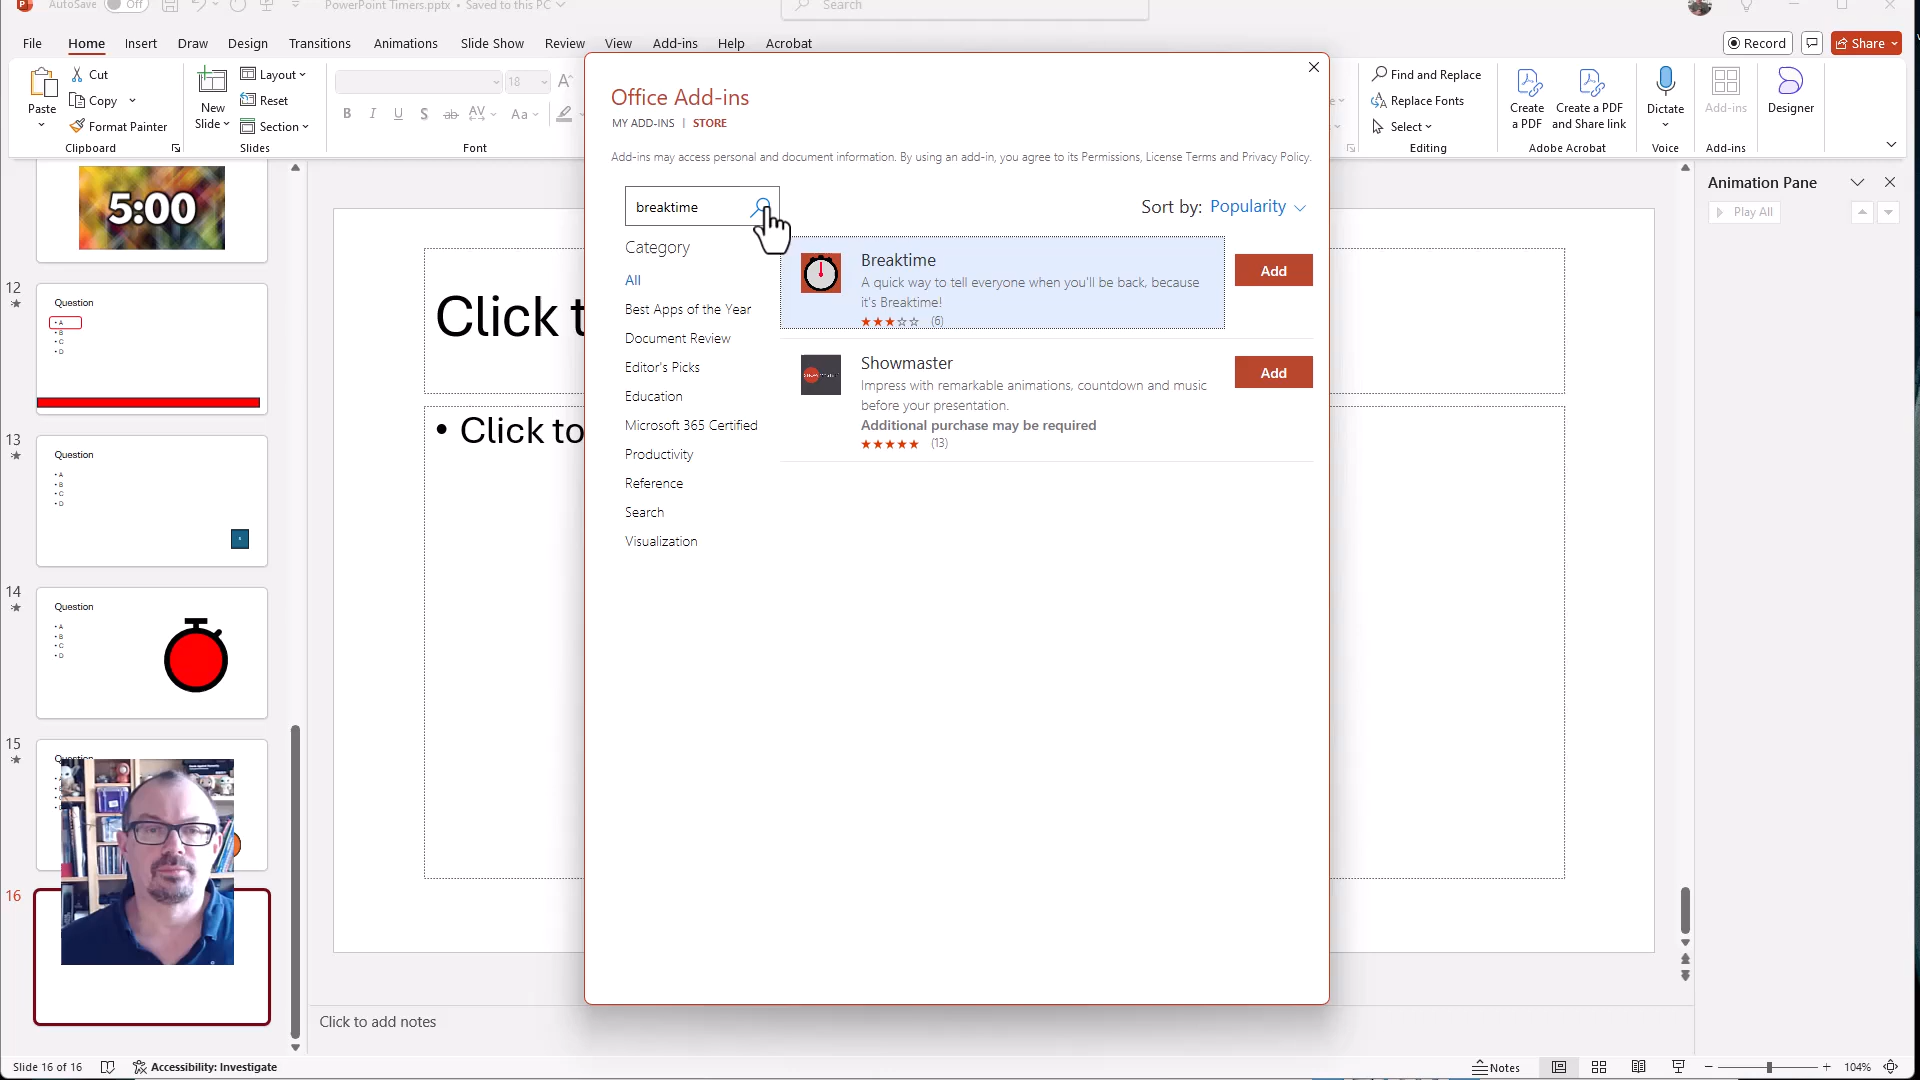 AutoSave
Off
PowerPoint Timers.pptx • Saved to this PC
Search
File
Home
Insert
Draw
Design
Transitions
Animations
Slide Show
Review
View
Add-ins
Help
Acrobat
Record
Share
Paste
Cut
Copy
Format Painter
Clipboard
New
Slide
Layout
Reset
Section
Slides
18
B I U S ab AV Aa
Font
Find and Replace
Replace Fonts
Select
Editing
Create
a PDF
Create a PDF
and Share link
Adobe Acrobat
Dictate
Voice
Add-ins
Add-ins
Designer
5:00
12
Question
• A
• B
• C
• D
13
Question
• A
• B
• C
• D
14
Question
• A
• B
• C
• D
15
Question
16
Click t
• Click to
Office Add-ins
MY ADD-INS | STORE
Add-ins may access personal and document information. By using an add-in, you agree to its Permissions, License Terms and Privacy Policy.
breaktime
Sort by: Popularity
Category
All
Best Apps of the Year
Document Review
Editor's Picks
Education
Microsoft 365 Certified
Productivity
Reference
Search
Visualization
Breaktime
A quick way to tell everyone when you'll be back, because
it's Breaktime!
(6)
Add
Showmaster
Impress with remarkable animations, countdown and music
before your presentation.
Additional purchase may be required
(13)
Add
Animation Pane
Play All
Click to add notes
Slide 16 of 16
Accessibility: Investigate
Notes
104%